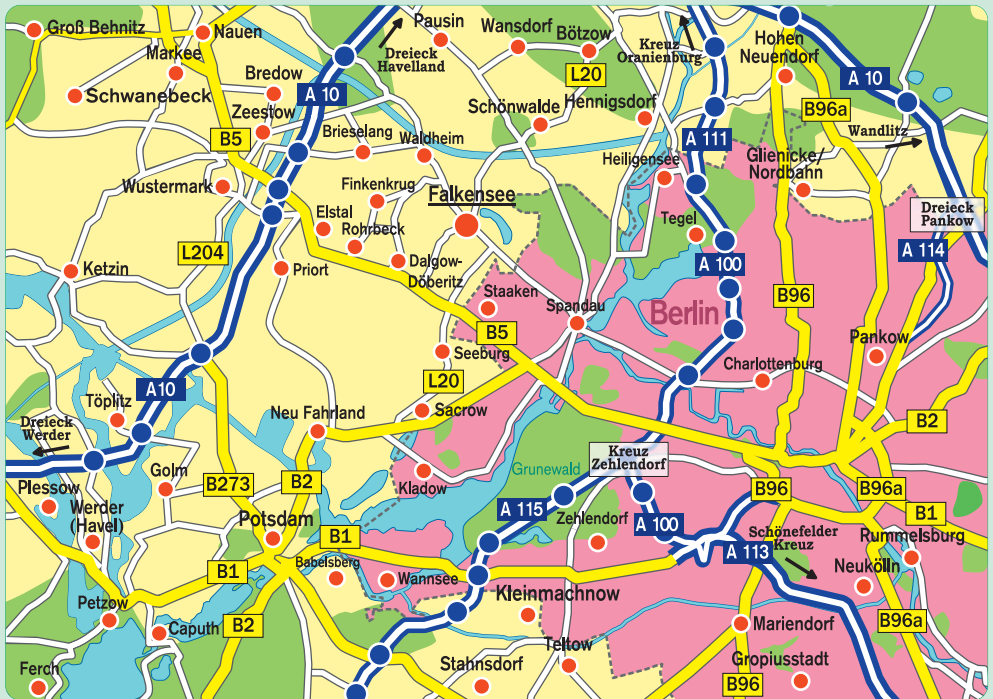 Groß Behnitz
Nauen
Pausin
Wansdorf
Bötzow
Kreuz
Oranienburg
Hohen
Neuendorf
Markee
Dreieck
Havelland
Bredow
L20
A 10
Schwanebeck
A 10
Zeestow
Schönwalde
Hennigsdorf
B96a
Wandlitz
B5
Brieselang
Waldheim
A 111
Heiligensee
Glienicke/
Nordbahn
Wustermark
Finkenkrug
Falkensee
Dreieck
Pankow
Elstal
Rohrbeck
Tegel
L204
A 114
Ketzin
Priort
Dalgow-
Döberitz
A 100
Staaken
Spandau
B96
Berlin
B5
Pankow
Seeburg
Charlottenburg
L20
A10
Töplitz
Neu Fahrland
Sacrow
B2
Dreieck
Werder
Kreuz
Zehlendorf
Golm
Kladow
Grunewald
Plessow
B273
B2
B96
B96a
Werder
(Havel)
A 115
Zehlendorf
A 100
B1
Potsdam
B1
Schönefelder
Kreuz
Rummelsburg
A 113
B1
Babelsberg
Wannsee
Neukölln
Kleinmachnow
Petzow
Caputh
B2
Mariendorf
B96a
Teltow
Ferch
Stahnsdorf
Gropiusstadt
B96